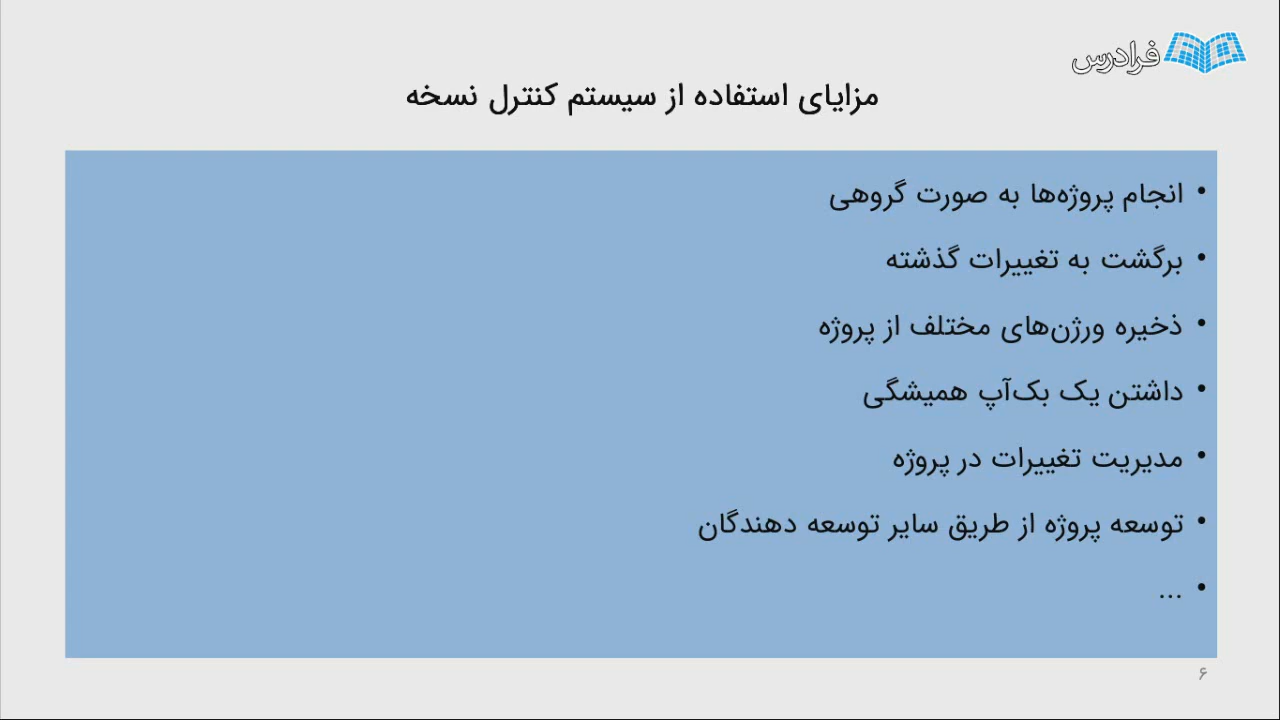 فرادرس
مزایای استفاده از سیستم کنترل نسخه
• انجام پروژه‌ها به صورت گروهی
• برگشت به تغییرات گذشته
• ذخیره ورژن‌های مختلف از پروژه
• داشتن یک بک‌آپ همیشگی
• مدیریت تغییرات در پروژه
• توسعه پروژه از طریق سایر توسعه دهندگان
• ...
۶